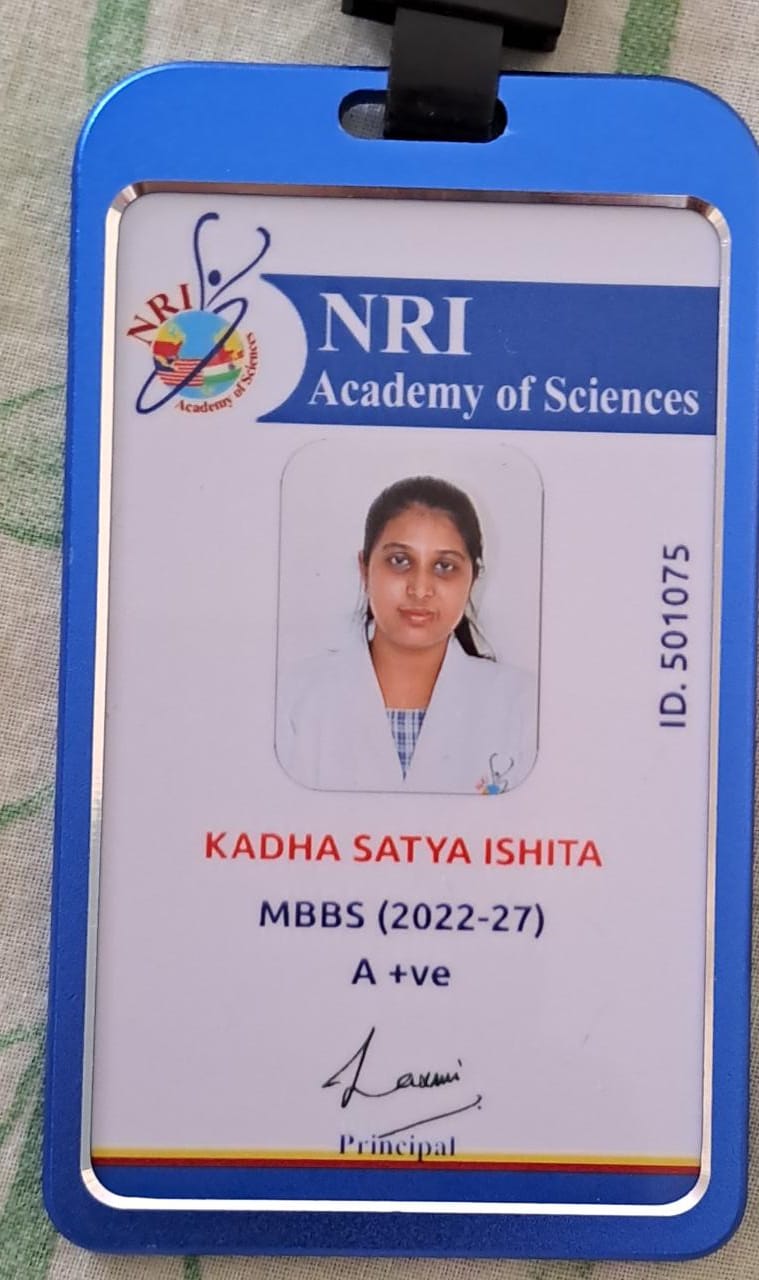 NRI
Academy of Sciences
NRI
Academy of Sciences
ID. 501075
KADHA SATYA ISHITA
MBBS (2022-27)
A +ve
Laxmi
Principal